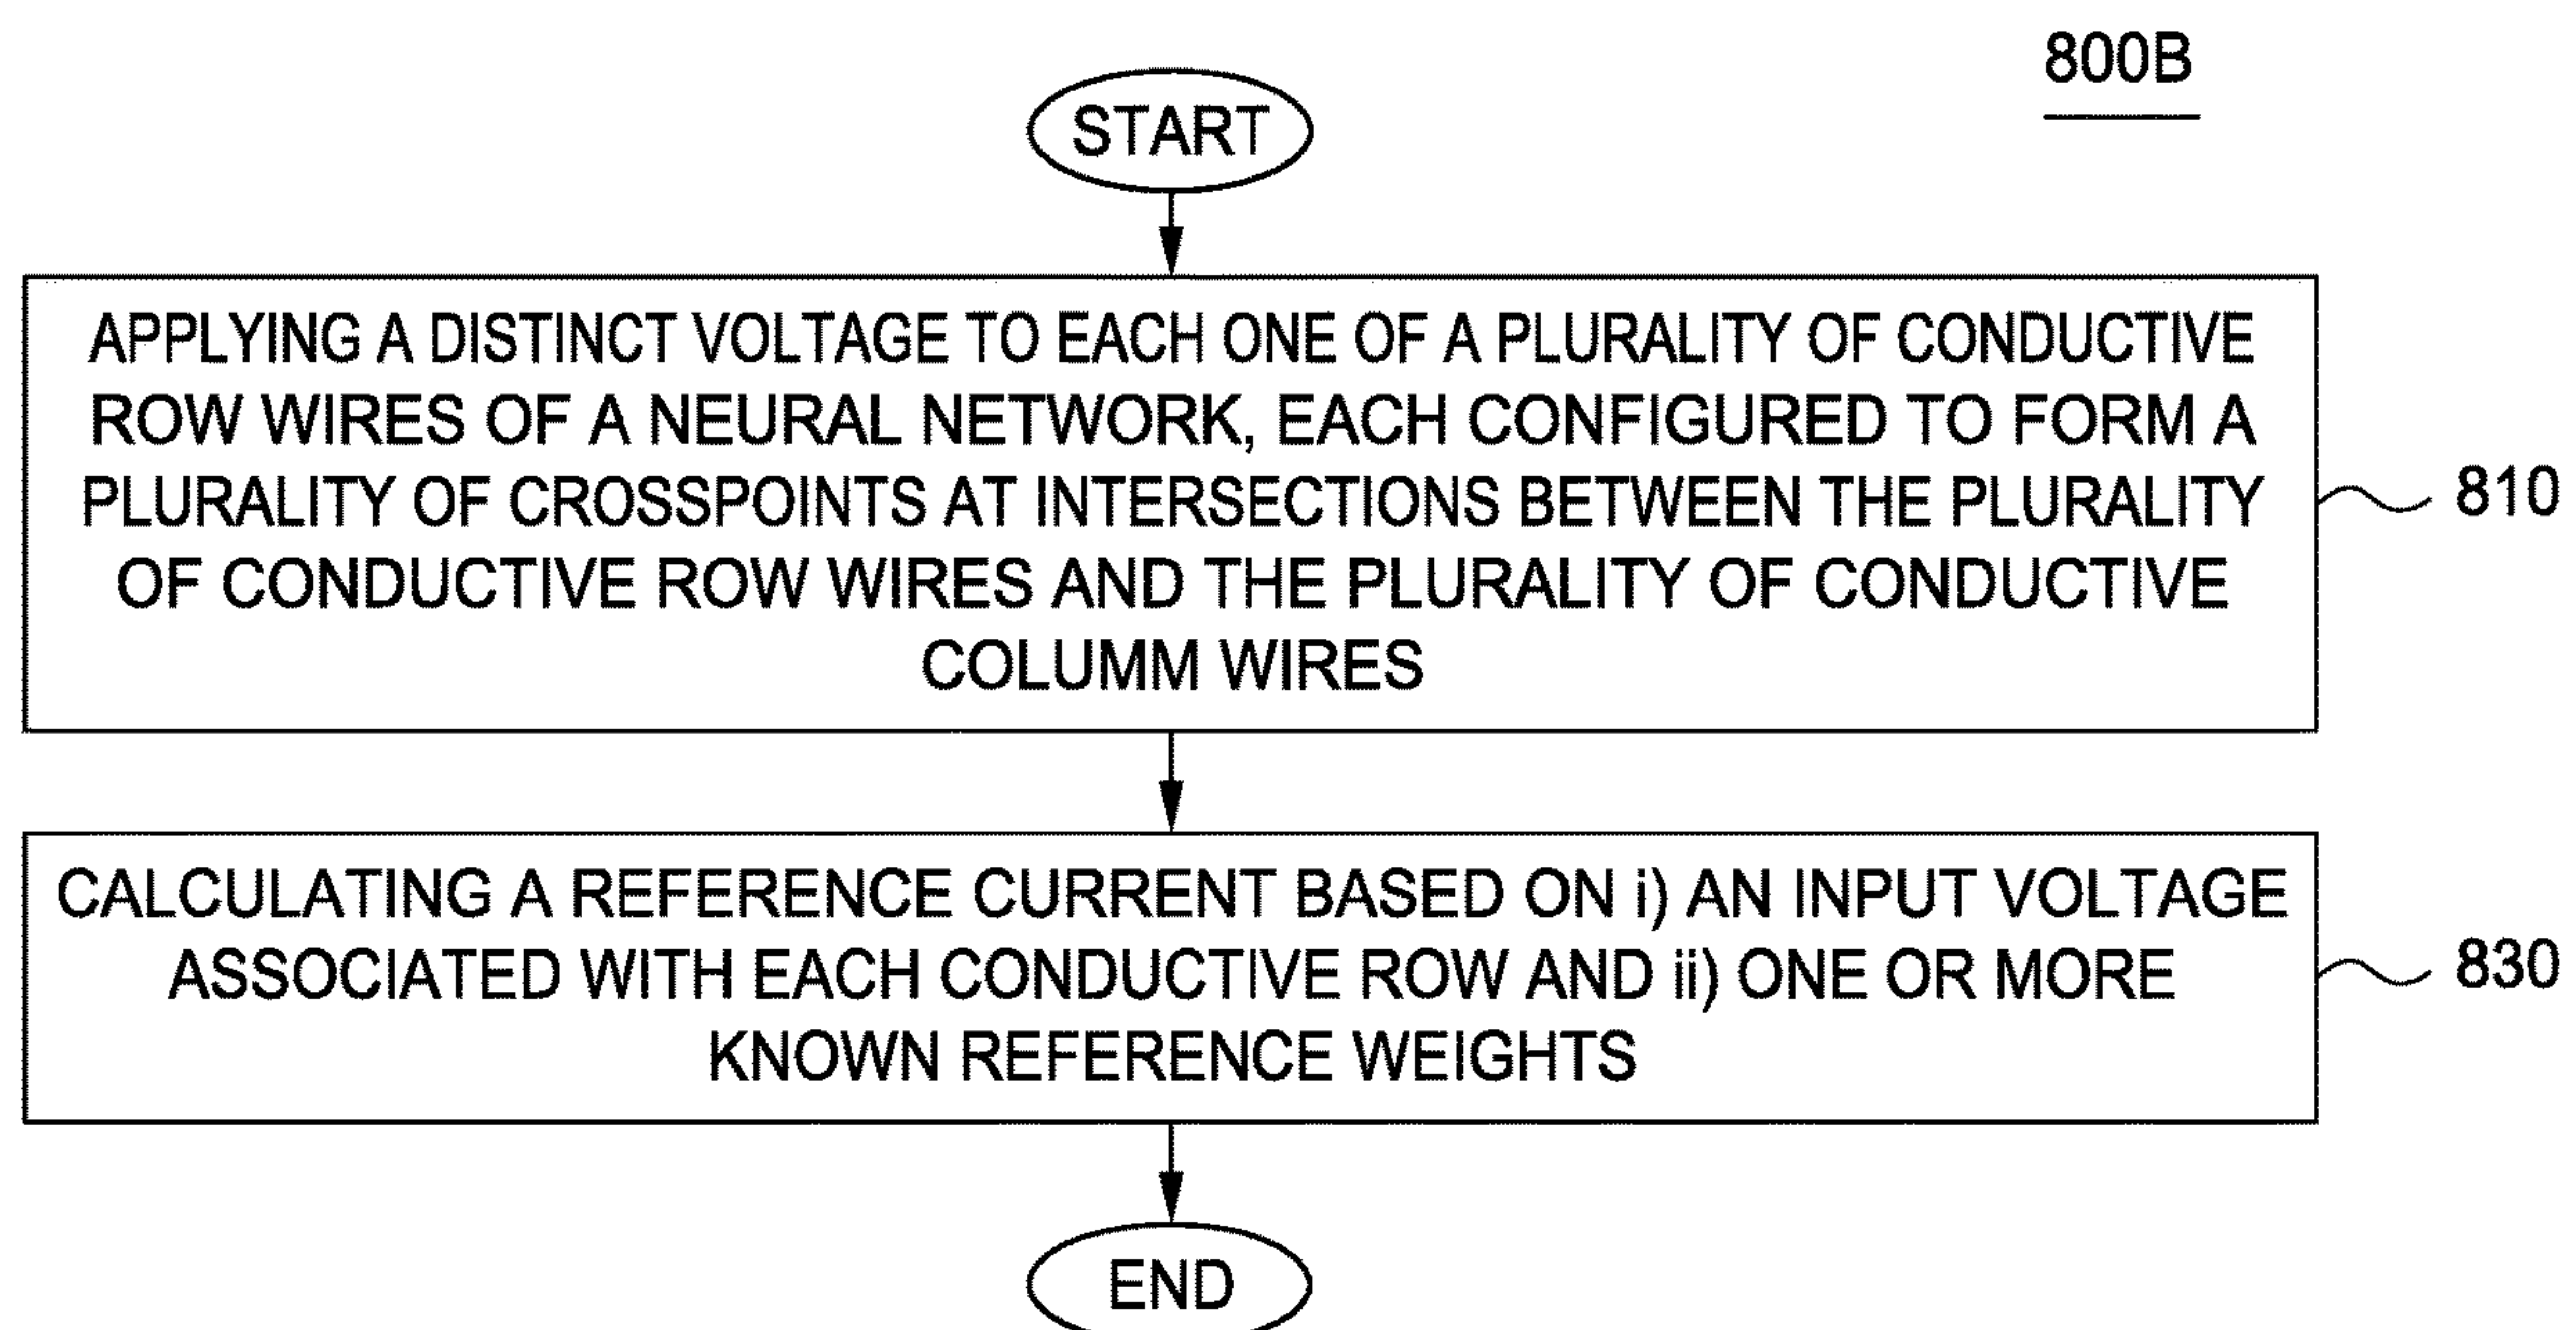 800B
START
APPLYING A DISTINCT VOLTAGE TO EACH ONE OF A PLURALITY OF CONDUCTIVE
ROW WIRES OF A NEURAL NETWORK, EACH CONFIGURED TO FORM A
PLURALITY OF CROSSPOINTS AT INTERSECTIONS BETWEEN THE PLURALITY
OF CONDUCTIVE ROW WIRES AND THE PLURALITY OF CONDUCTIVE
COLUMM WIRES
810
CALCULATING A REFERENCE CURRENT BASED ON i) AN INPUT VOLTAGE
ASSOCIATED WITH EACH CONDUCTIVE ROW AND ii) ONE OR MORE
KNOWN REFERENCE WEIGHTS
830
END